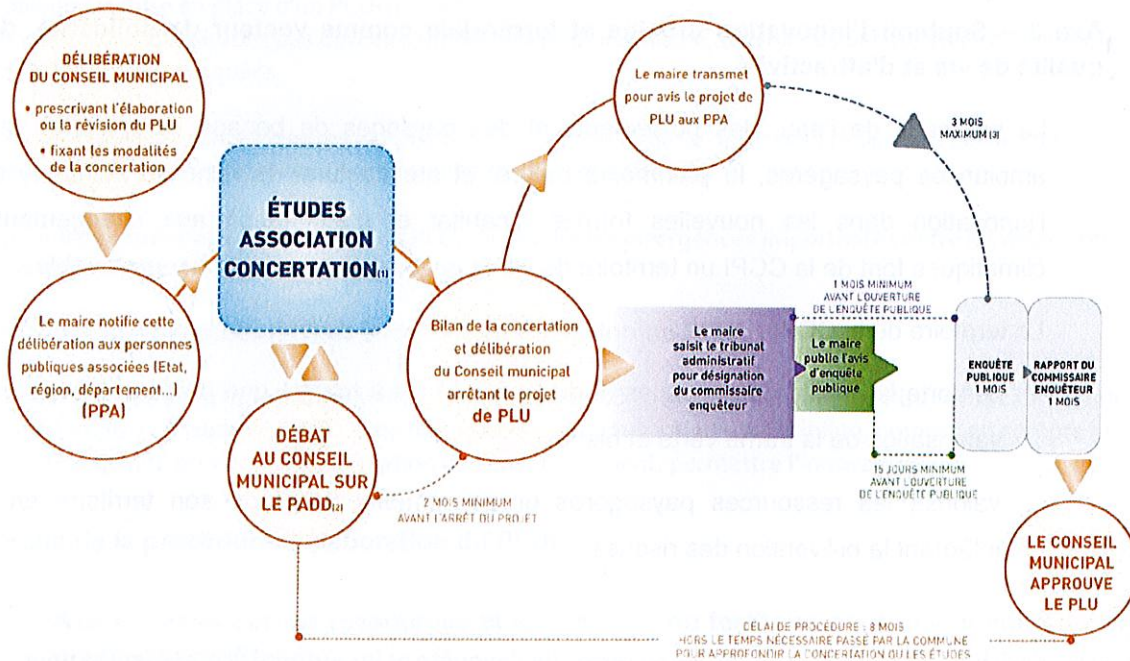 DÉLIBÉRATION
DU CONSEIL MUNICIPAL
• prescrivant l'élaboration
ou la révision du PLU
• fixant les modalités
de la concertation
Le maire notifie cette
délibération aux personnes
publiques associées (Etat,
région, département...)
(PPA)
ÉTUDES
ASSOCIATION
CONCERTATION
DÉBAT
AU CONSEIL
MUNICIPAL SUR
LE PADD(2)
2 MOIS MINIMUM
AVANT L'ARRÊT DU PROJET
Bilan de la concertation
et délibération
du Conseil municipal
arrêtant le projet
de PLU
Le maire transmet
pour avis le projet de
PLU aux PPA
3 MOIS
MAXIMUM (3)
Le maire
saisit le tribunal
administratif
pour désignation
du commissaire
enquêteur
Le maire
publie l'avis
d'enquête
publique
1 MOIS MINIMUM
AVANT L'OUVERTURE
DE L'ENQUÊTE PUBLIQUE
15 JOURS MINIMUM
AVANT L'OUVERTURE
DE L'ENQUÊTE PUBLIQUE
ENQUÊTE
PUBLIQUE
1 MOIS
RAPPORT DU
COMMISSAIRE
ENQUÊTEUR
1 MOIS
LE CONSEIL
MUNICIPAL
APPROUVE
LE PLU
DÉLAI DE PROCÉDURE : 8 MOIS
HORS LE TEMPS NÉCESSAIRE PASSÉ PAR LA COMMUNE
POUR APPROFONDIR LA CONCERTATION OU LES ÉTUDES